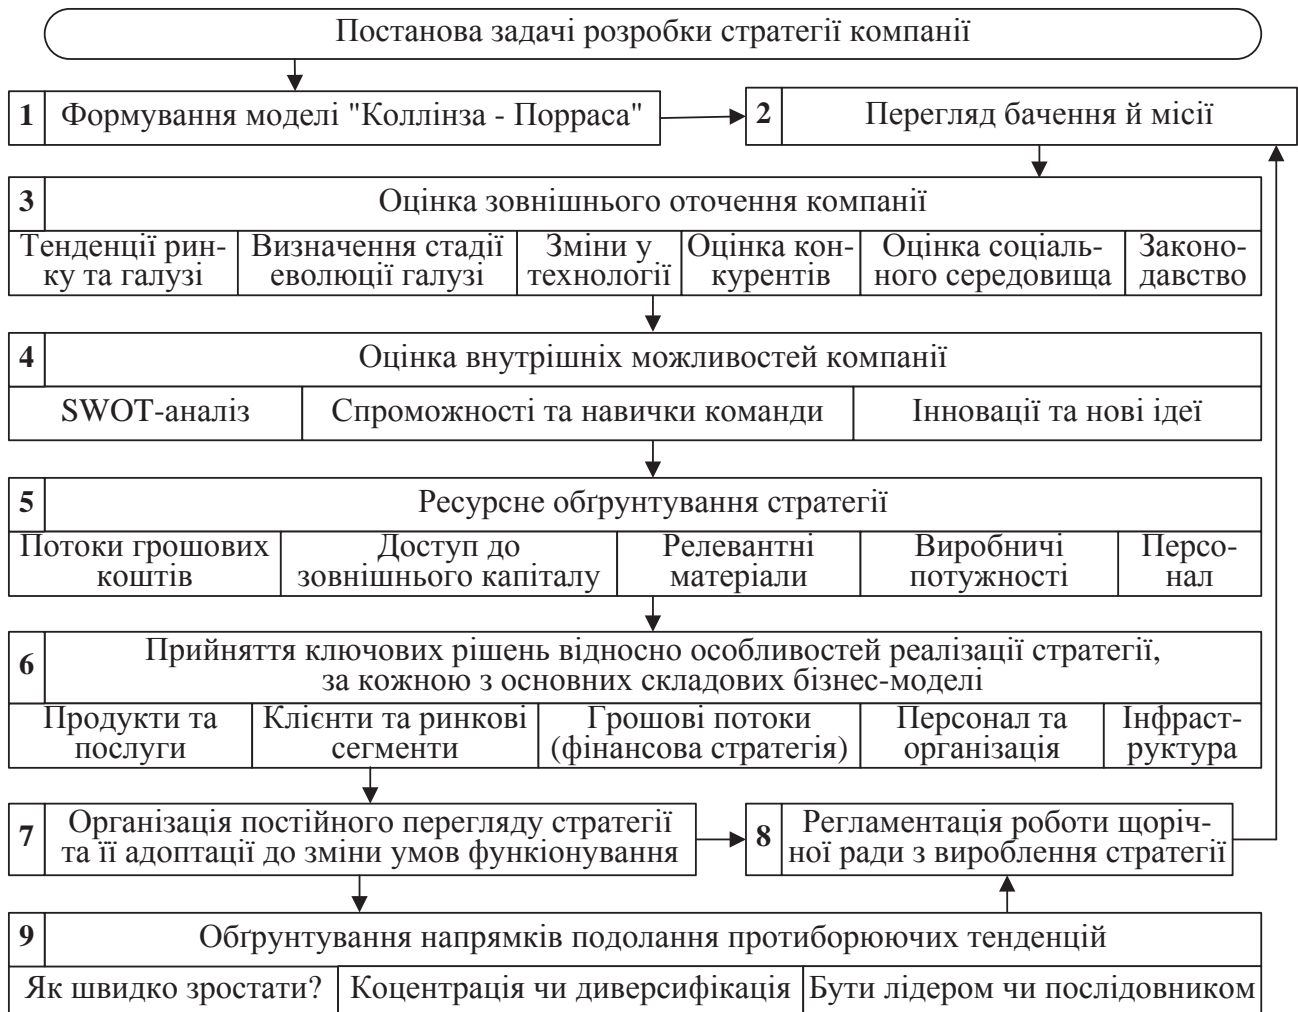 Постанова задачі розробки стратегії компанії
1 Формування моделі "Коллінза - Порраса"
2 Перегляд бачення й місії
3 Оцінка зовнішнього оточення компанії
Тенденції рин-
ку та галузі
Визначення стадії
еволюції галузі
Зміни у
технології
Оцінка кон-
курентів
Оцінка соціаль-
ного середовища
Законо-
давство
4 Оцінка внутрішніх можливостей компанії
SWOT-аналіз
Спроможності та навички команди
Інновації та нові ідеї
5 Ресурсне обґрунтування стратегії
Потоки грошових
коштів
Доступ до
зовнішнього капіталу
Релевантні
матеріали
Виробничі
потужності
Персо-
нал
6 Прийняття ключових рішень відносно особливостей реалізації стратегії,
за кожною з основних складових бізнес-моделі
Продукти та
послуги
Клієнти та ринкові
сегменти
Грошові потоки
(фінансова стратегія)
Персонал та
організація
Інфраст-
руктура
7 Організація постійного перегляду стратегії
та її адоптації до зміни умов функіонування
8 Регламентація роботи щоріч-
ної ради з вироблення стратегії
9 Обґрунтування напрямків подолання протиборюючих тенденцій
Як швидко зростати?
Коцентрація чи диверсифікація
Бути лідером чи послідовником